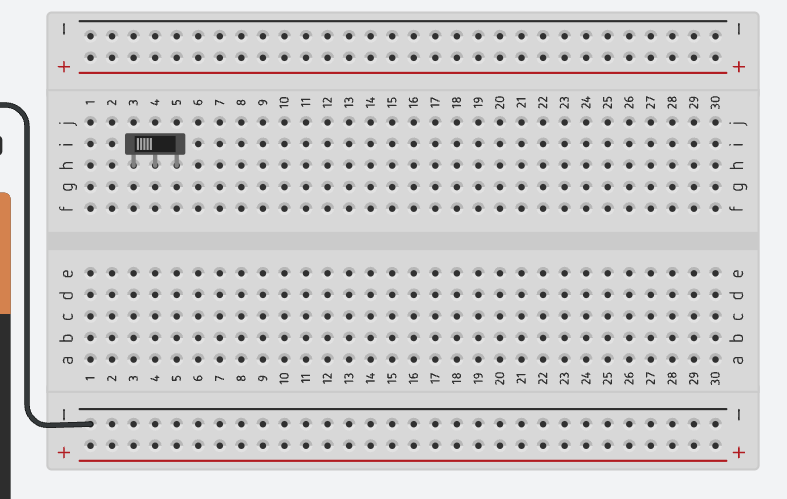 − −
+ +
1 2 3 4 5 6 7 8 9 10 11 12 13 14 15 16 17 18 19 20 21 22 23 24 25 26 27 28 29 30
j j
i i
h h
g g
f f
e e
d d
c c
b b
a a
1 2 3 4 5 6 7 8 9 10 11 12 13 14 15 16 17 18 19 20 21 22 23 24 25 26 27 28 29 30
− −
+ +